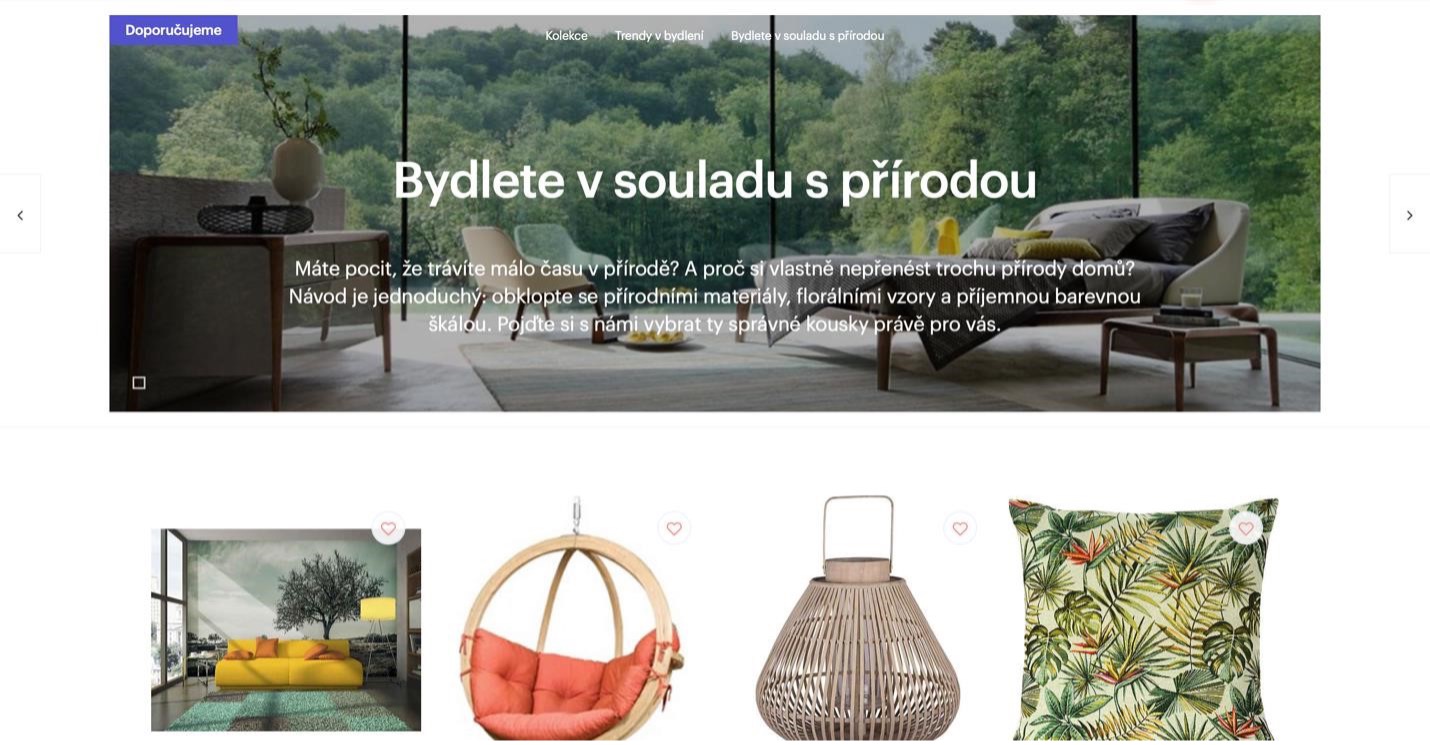 Doporučujeme
Kolekce Trendy v bydlení Bydlete v souladu s přírodou
Bydlete v souladu s přírodou
Máte pocit, že trávíte málo času v přírodě? A proč si vlastně nepřenést trochu přírody domů?
Návod je jednoduchý: obklopte se přírodními materiály, florálními vzory a příjemnou barevnou
škálou. Pojďte si s námi vybrat ty správné kousky právě pro vás.